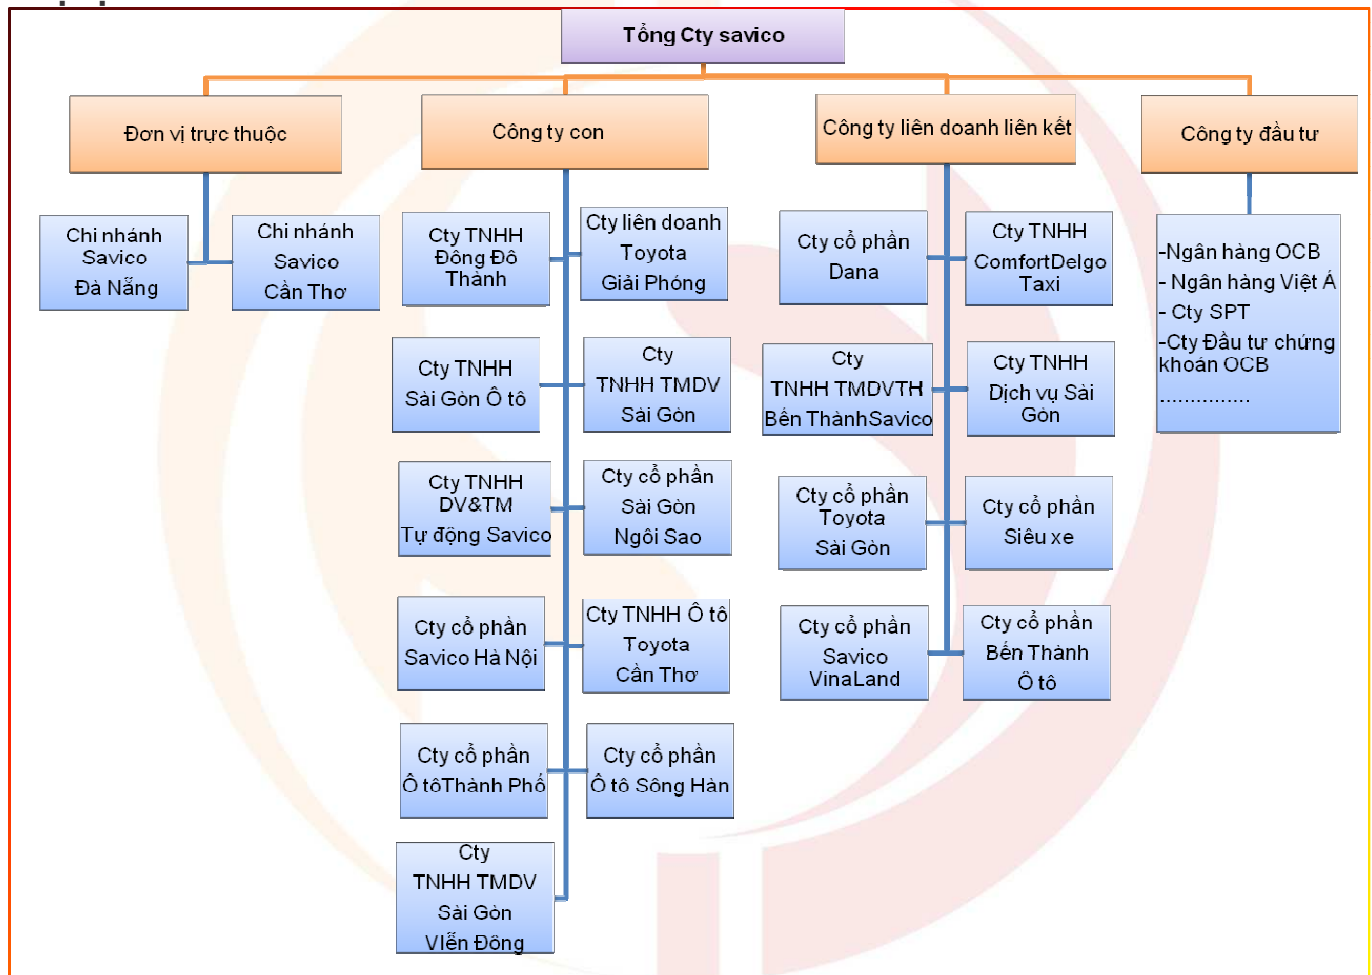 Tổng Cty savico
Đơn vị trực thuộc
Công ty con
Công ty liên doanh liên kết
Công ty đầu tư
Chi nhánh
Savico
Đà Nẵng
Chi nhánh
Savico
Cần Thơ
Cty TNHH
Đông Đô
Thành
Cty liên doanh
Toyota
Giải Phóng
Cty TNHH
Sài Gòn Ô tô
Cty
TNHH TMDV
Sài Gòn
Cty TNHH
DV&TM
Tự động Savico
Cty cổ phần
Sài Gòn
Ngôi Sao
Cty cổ phần
Savico Hà Nội
Cty TNHH Ô tô
Toyota
Cần Thơ
Cty cổ phần
Ô tôThành Phố
Cty cổ phần
Ô tô Sông Hàn
Cty
TNHH TMDV
Sài Gòn
VIễn Đông
Cty cổ phần
Dana
Cty TNHH
ComfortDelgo
Taxi
Cty
TNHH TMDVTH
Bến ThànhSavico
Cty TNHH
Dịch vụ Sài
Gòn
Cty cổ phần
Toyota
Sài Gòn
Cty cổ phần
Siêu xe
Cty cổ phần
Savico
VinaLand
Cty cổ phần
Bến Thành
Ô tô
-Ngân hàng OCB
- Ngân hàng Việt Á
- Cty SPT
-Cty Đầu tư chứng
khoán OCB
..............